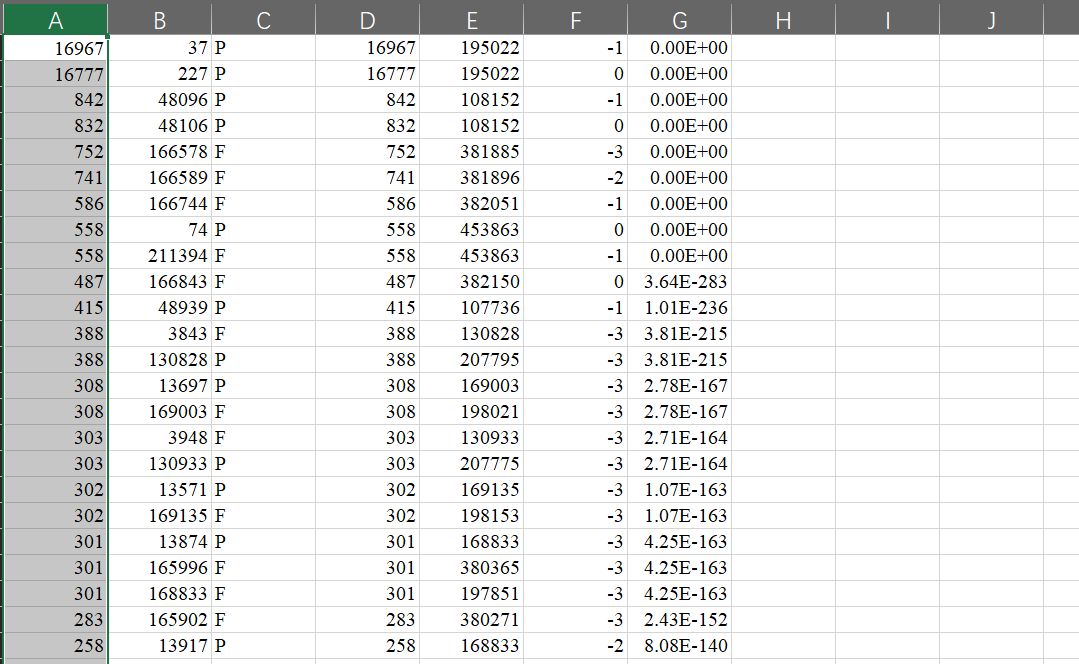 A B C D E F G H I J
16967 37 P 16967 195022 -1 0.00E+00
16777 227 P 16777 195022 0 0.00E+00
842 48096 P 842 108152 -1 0.00E+00
832 48106 P 832 108152 0 0.00E+00
752 166578 F 752 381885 -3 0.00E+00
741 166589 F 741 381896 -2 0.00E+00
586 166744 F 586 382051 -1 0.00E+00
558 74 P 558 453863 0 0.00E+00
558 211394 F 558 453863 -1 0.00E+00
487 166843 F 487 382150 0 3.64E-283
415 48939 P 415 107736 -1 1.01E-236
388 3843 F 388 130828 -3 3.81E-215
388 130828 P 388 207795 -3 3.81E-215
308 13697 P 308 169003 -3 2.78E-167
308 169003 F 308 198021 -3 2.78E-167
303 3948 F 303 130933 -3 2.71E-164
303 130933 P 303 207775 -3 2.71E-164
302 13571 P 302 169135 -3 1.07E-163
302 169135 F 302 198153 -3 1.07E-163
301 13874 P 301 168833 -3 4.25E-163
301 165996 F 301 380365 -3 4.25E-163
301 168833 F 301 197851 -3 4.25E-163
283 165902 F 283 380271 -3 2.43E-152
258 13917 P 258 168833 -2 8.08E-140